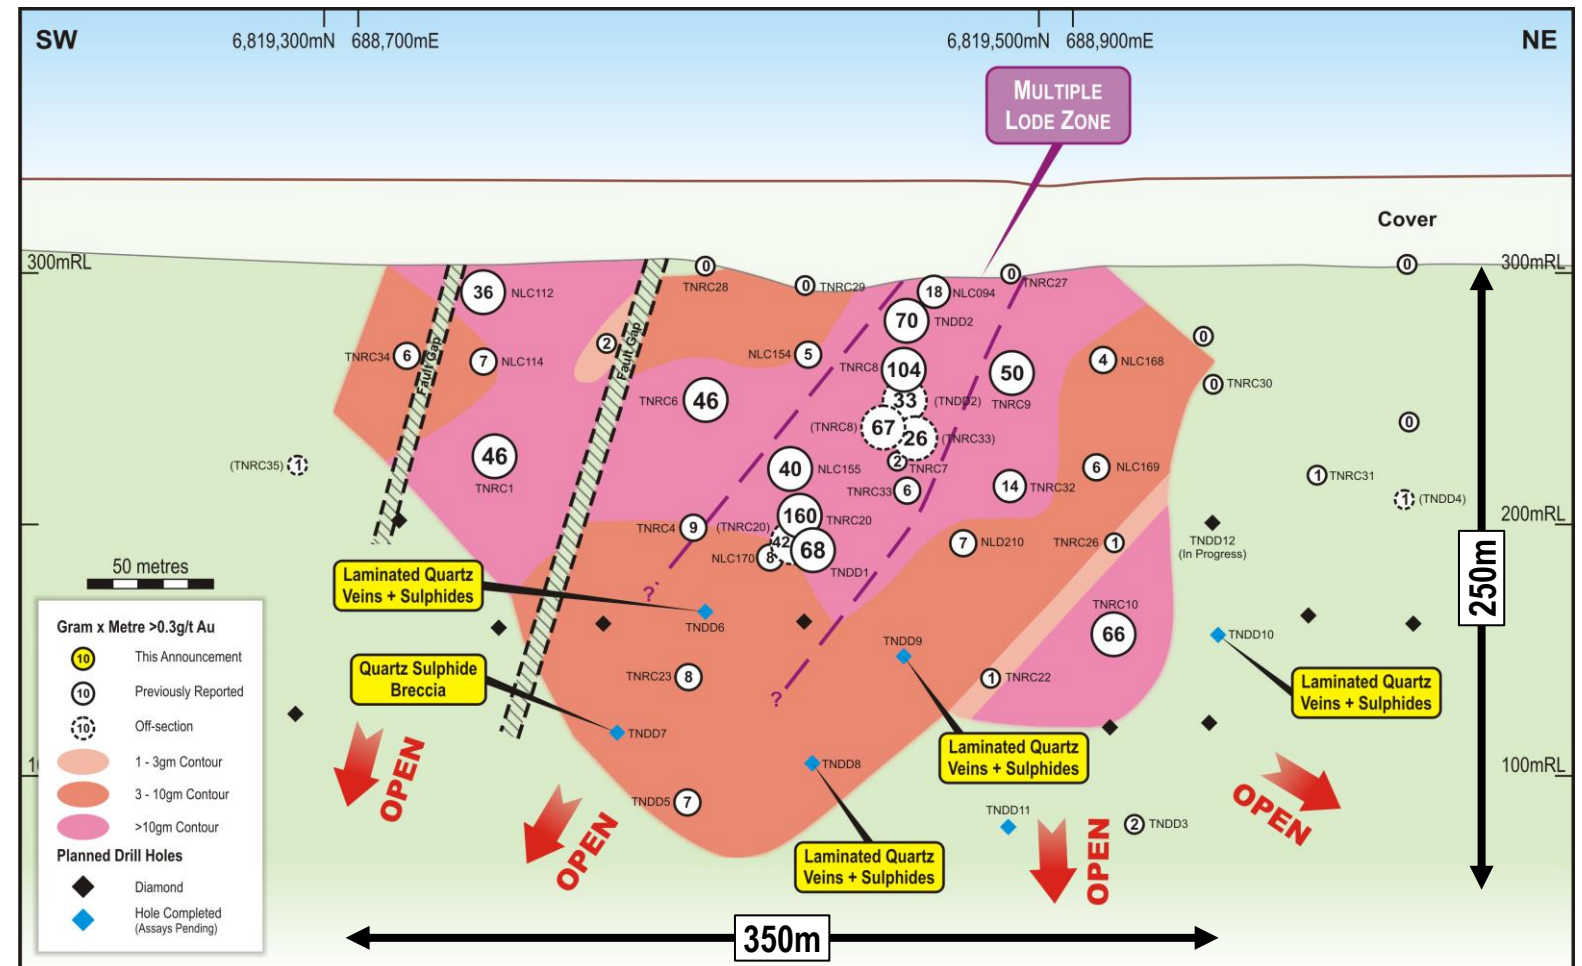 SW
6,819,300mN 688,700mE
6,819,500mN 688,900mE
NE
MULTIPLE
LODE ZONE
Cover
300mRL
300mRL
0
TNRC28
0 TNRC29
18 NLC094
0 TNRC27
0
36 NLC112
70 TNDD2
0
TNRC34 6
Fault Gap
7 NLC114
2
Fault Gap
NLC154 5
TNRC8 104
50
TNRC9
4 NLC168
0 TNRC30
TNRC6 46
33 (TNDD2)
(TNRC8) 67
26 (TNRC33)
0
(TNRC35) 1
46
TNRC1
40 NLC155
2
TNRC7
TNRC33 6
14 TNRC32
6 NLC169
1 TNRC31
1 (TNDD4)
200mRL
TNRC4 9
(TNRC20) 160 TNRC20
42
NLC170 8
68
TNDD1
7 NLD210
TNRC26 1
TNDD12
(In Progress)
250m
50 metres
Laminated Quartz
Veins + Sulphides
?
TNDD6
TNDD9
TNRC10
66
TNDD10
Quartz Sulphide
Breccia
TNRC23 8
?
1 TNRC22
Laminated Quartz
Veins + Sulphides
TNDD7
Laminated Quartz
Veins + Sulphides
TNDD8
100mRL
OPEN
OPEN
TNDD5 7
TNDD11
OPEN
2 TNDD3
OPEN
Laminated Quartz
Veins + Sulphides
350m
Gram x Metre >0.3g/t Au
10 This Announcement
10 Previously Reported
10 Off-section
1 - 3gm Contour
3 - 10gm Contour
>10gm Contour
Planned Drill Holes
Diamond
Hole Completed
(Assays Pending)